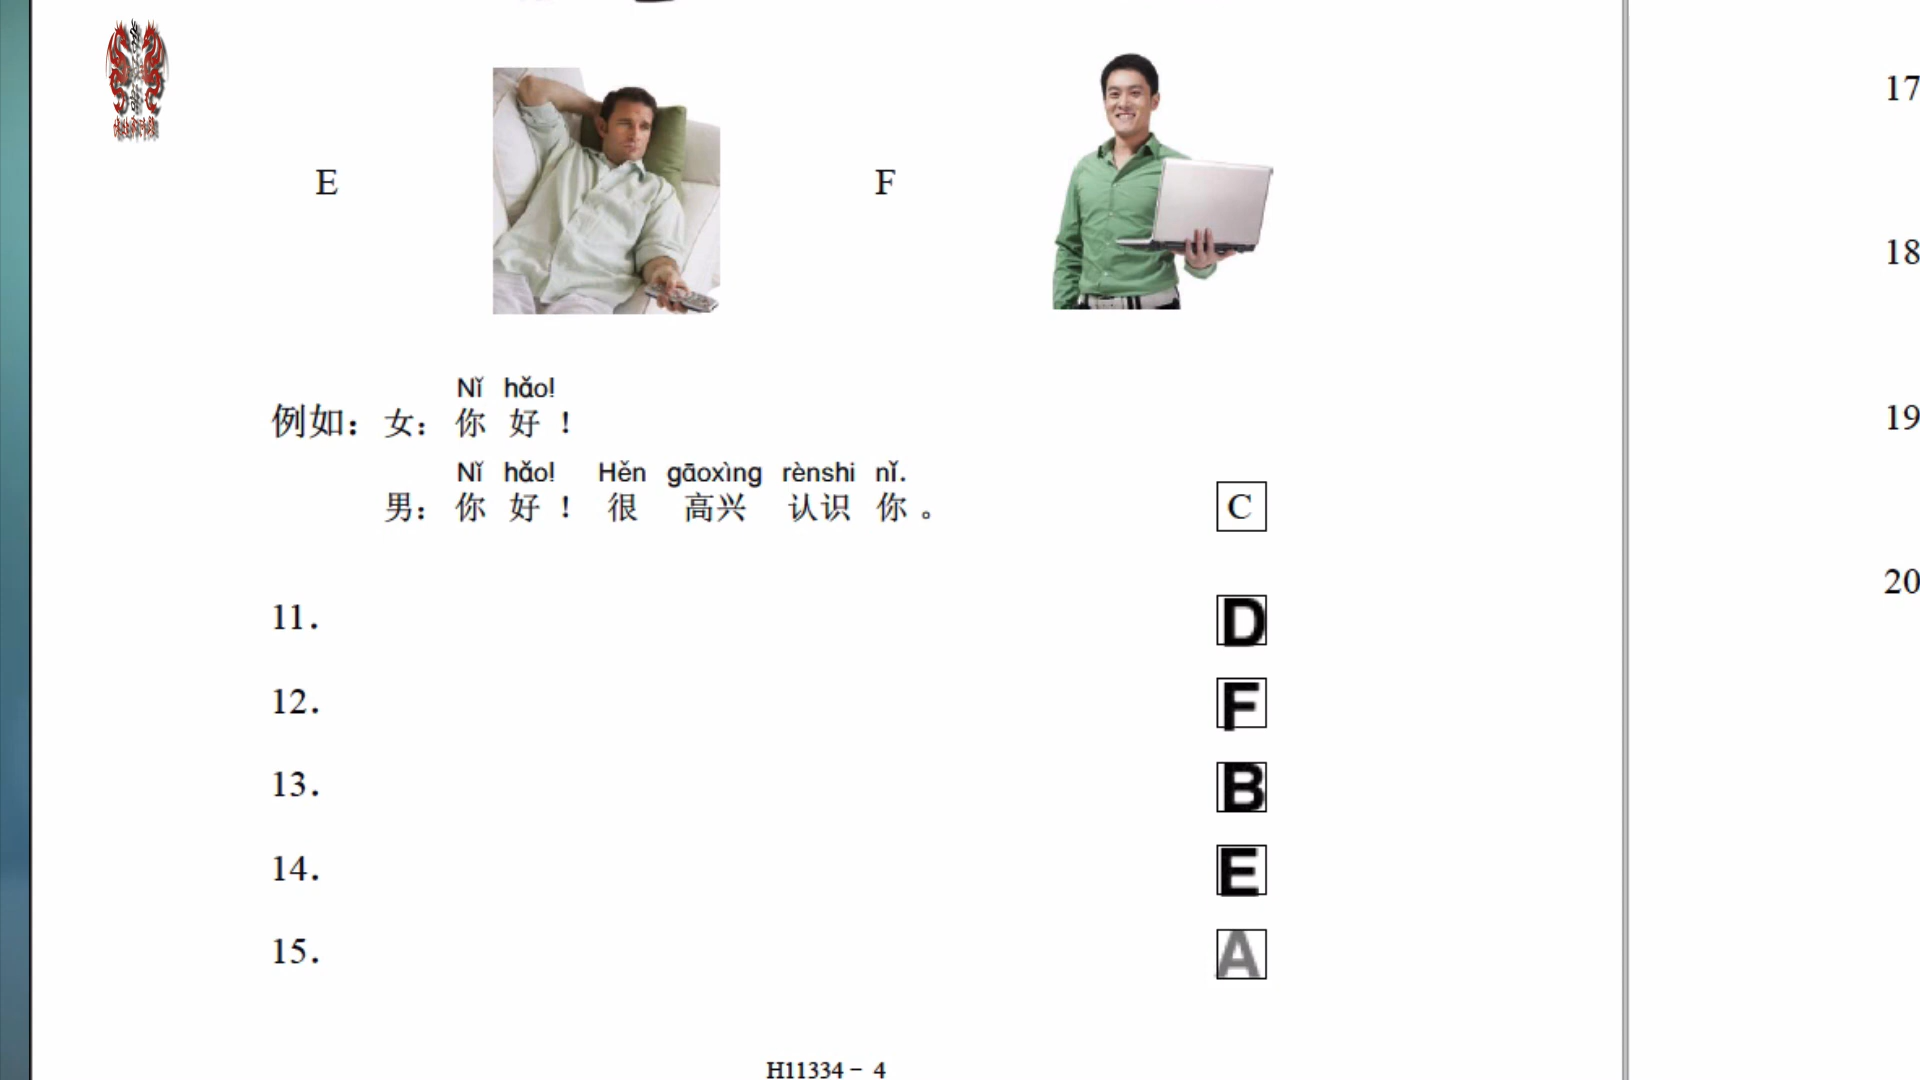 17
E
F
18
Nǐ hǎo!
例如：女：你 好！
19
Nǐ hǎo! Hěn gāoxìng rènshi nǐ.
男：你 好！ 很 高兴 认识 你。
C
20
11.
D
12.
F
13.
B
14.
E
15.
A
H11334－ 4